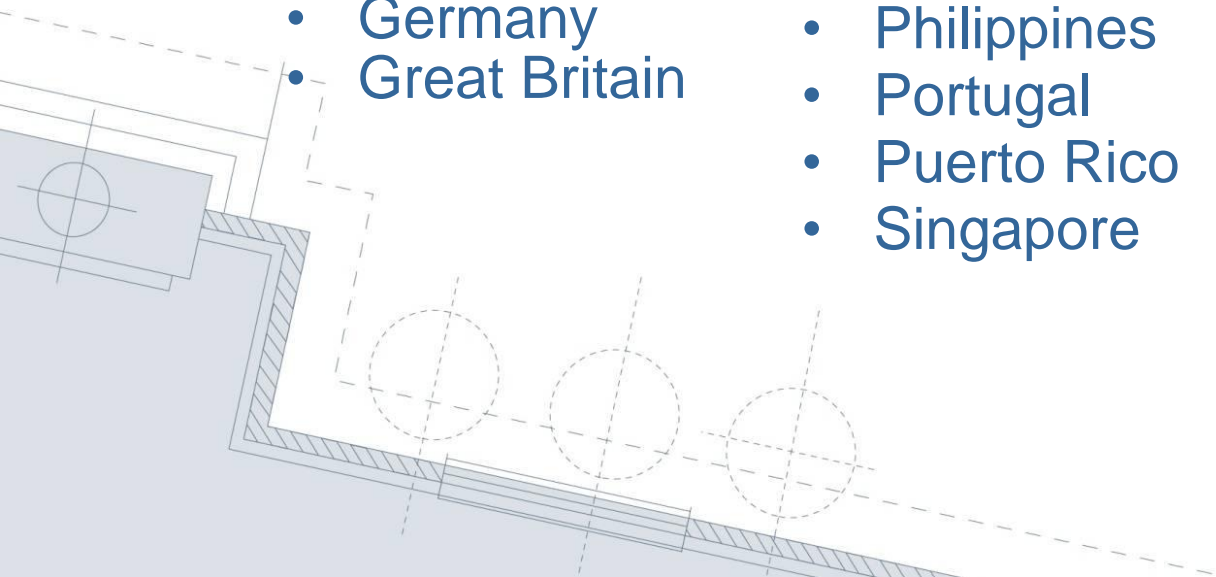 • Germany
• Great Britain
• Philippines
• Portugal
• Puerto Rico
• Singapore